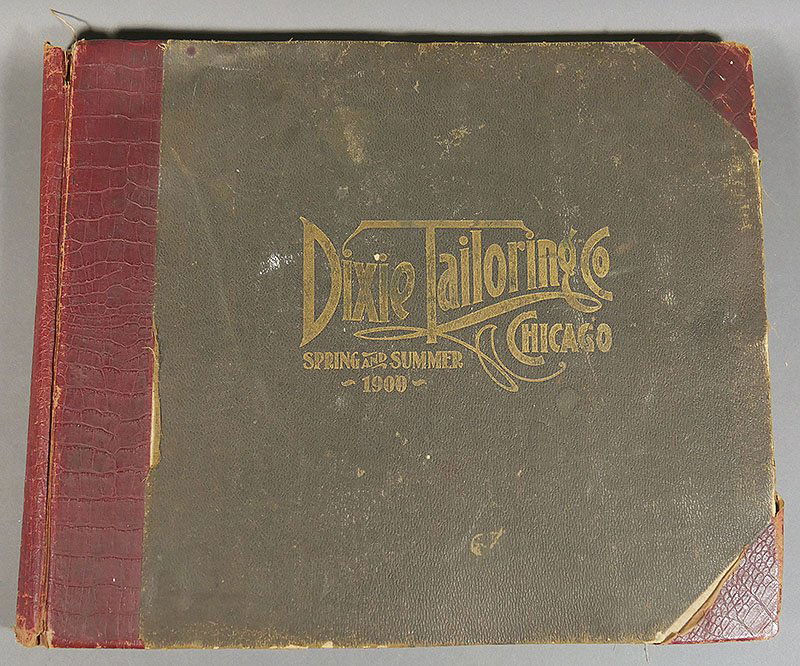 Dixie Tailoring Co
CHICAGO
SPRING AND SUMMER
~ 1900 ~